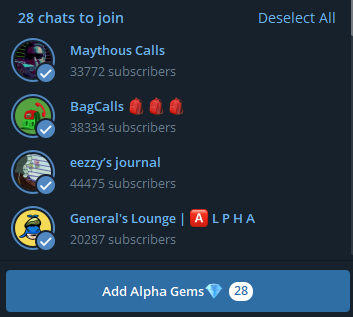 28 chats to join Deselect All
Maythous Calls
33772 subscribers
BagCalls 🎒 🎒 🎒
38334 subscribers
eezzy’s journal
44475 subscribers
General's Lounge | 🅰 L P H A
20287 subscribers
Add Alpha Gems💎 28